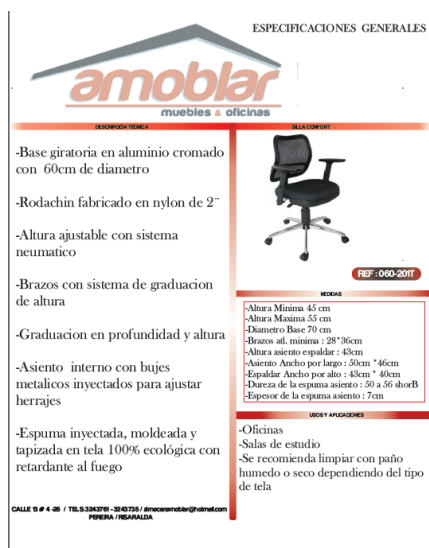 ESPECIFICACIONES GENERALES
amoblar
muebles & oficinas
DESCRIPCIÓN TÉCNICA
-Base giratoria en aluminio cromado
con 60cm de diametro
-Rodachin fabricado en nylon de 2¨
-Altura ajustable con sistema
neumatico
-Brazos con sistema de graduacion
de altura
-Graduacion en profundidad y altura
-Asiento interno con bujes
metalicos inyectados para ajustar
herrajes
-Espuma inyectada, moldeada y
tapizada en tela 100% ecológica con
retardante al fuego
CALLE 13 # 4 -26 / TELS:3243761 - 3243735 / almacenamoblar@hotmail.com
PEREIRA / RISARALDA
SILLA CONFORT
REF : 060-201T
MEDIDAS
-Altura Minima 45 cm
-Altura Maxima 55 cm
-Diametro Base 70 cm
-Brazos atl. minima : 28*36cm
-Altura asiento espaldar : 43cm
-Asiento Ancho por largo : 50cm *46cm
-Espaldar Ancho por alto : 43cm * 40cm
-Dureza de la espuma asiento : 50 a 56 shorB
-Espesor de la espuma asiento : 7cm
USOS Y APLICACIONES
-Oficinas
-Salas de estudio
-Se recomienda limpiar con paño
humedo o seco dependiendo del tipo
de tela